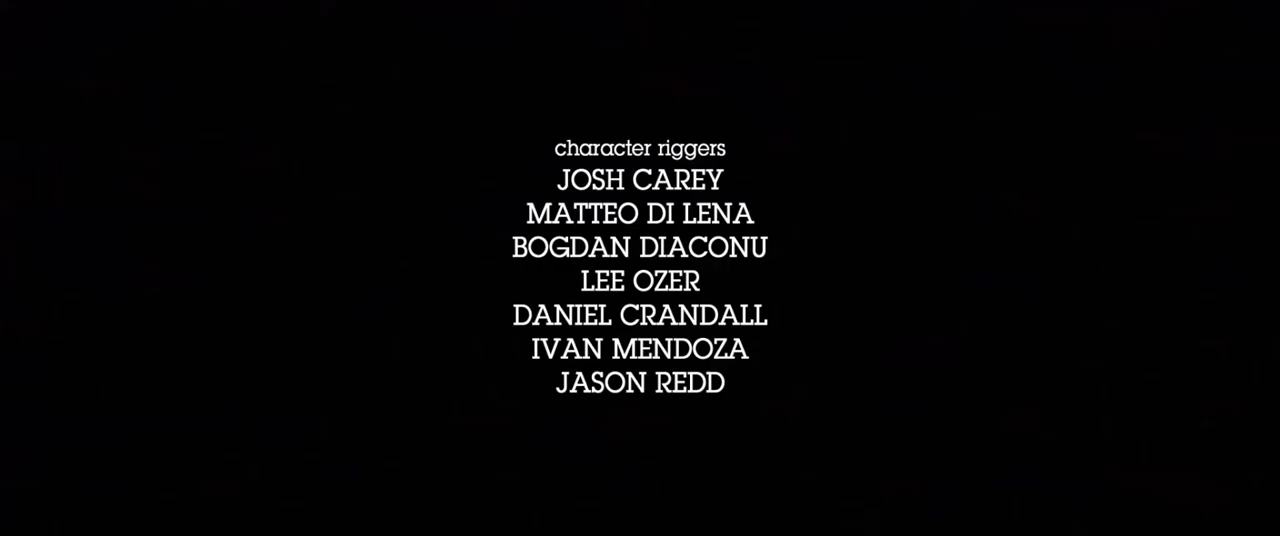 character riggers
JOSH CAREY
MATTEO DI LENA
BOGDAN DIACONU
LEE OZER
DANIEL CRANDALL
IVAN MENDOZA
JASON REDD